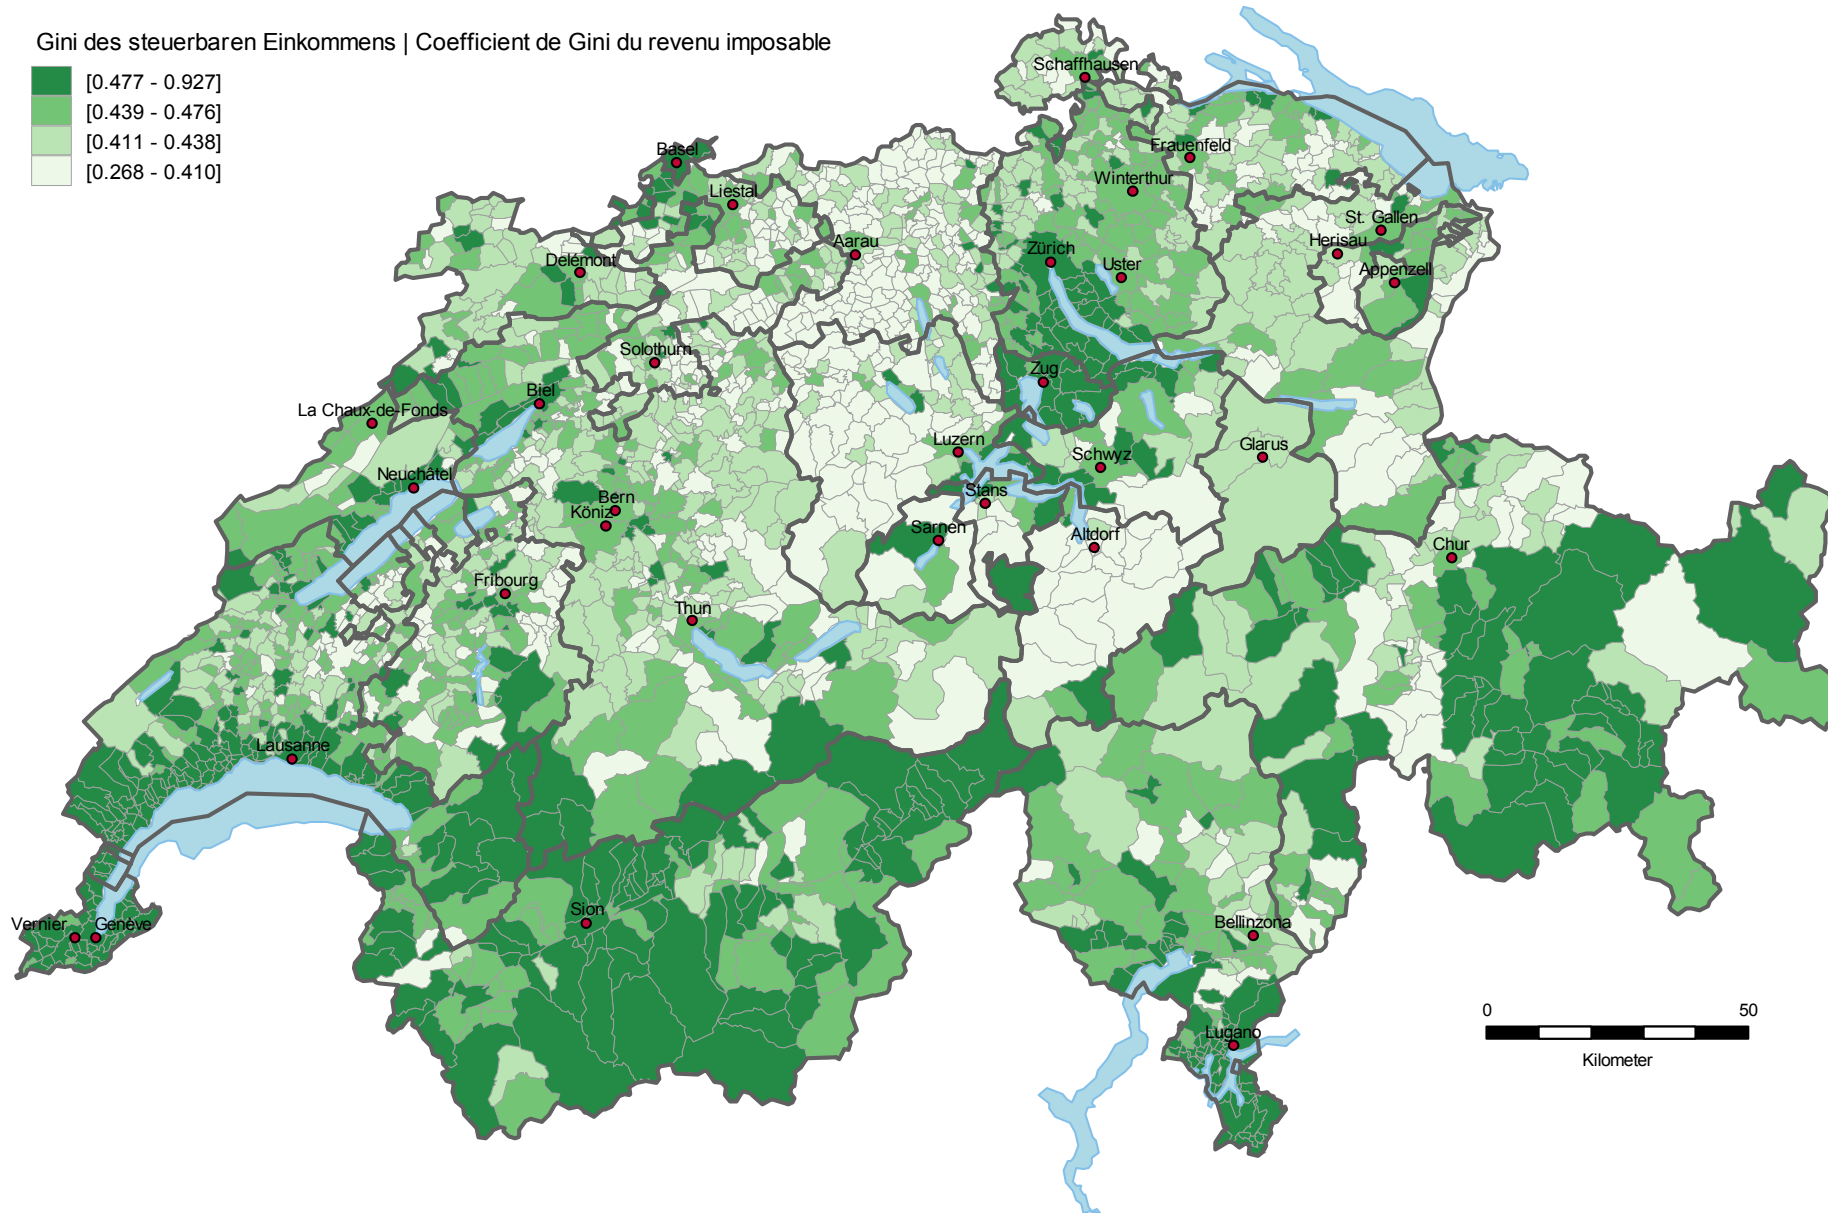 Gini des steuerbaren Einkommens | Coefficient de Gini du revenu imposable
[0.477 - 0.927]
[0.439 - 0.476]
[0.411 - 0.438]
[0.268 - 0.410]
Schaffhausen
Basel
Frauenfeld
Winterthur
Liestal
St. Gallen
Herisau
Aarau
Zürich
Delémont
Uster
Appenzell
Solothurn
Zug
Biel
La Chaux-de-Fonds
Luzern
Glarus
Schwyz
Neuchâtel
Stans
Bern
Köniz
Sarnen
Altdorf
Chur
Fribourg
Thun
Lausanne
Sion
Vernier
Genève
Bellinzona
Lugano
0 50
Kilometer